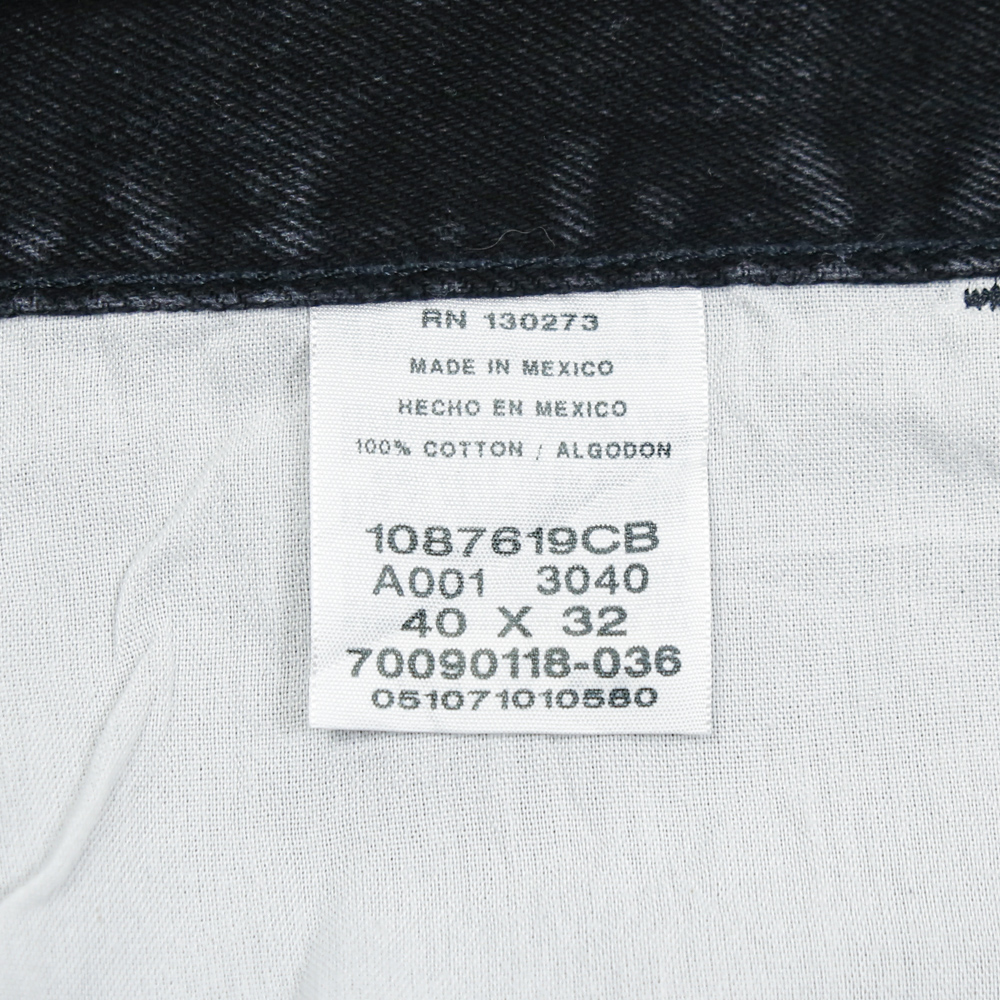 RN 130273
MADE IN MEXICO
HECHO EN MEXICO
100% COTTON / ALGODON
1087619CB
A001 3040
40 X 32
70090118-036
051071010580